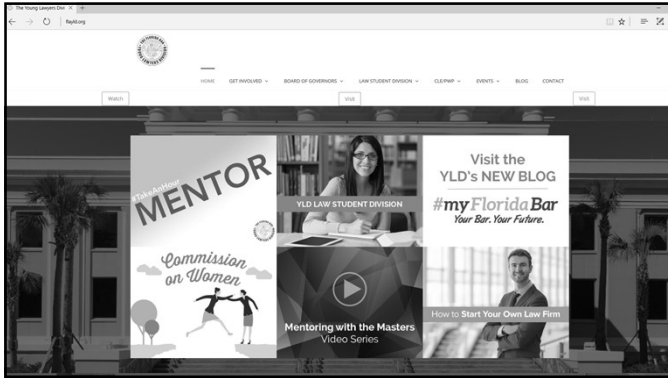 The Young Lawyers Divi
flayld.org
HOME GET INVOLVED BOARD OF GOVERNORS LAW STUDENT DIVISION CLE/PWP EVENTS BLOG CONTACT
Watch Visit Visit
#TakeAnHour
MENTOR
YLD LAW STUDENT DIVISION
Visit the
YLD's NEW BLOG
#myFloridaBar
Your Bar. Your Future.
Commission
on Women
Mentoring with the Masters
Video Series
How to Start Your Own Law Firm